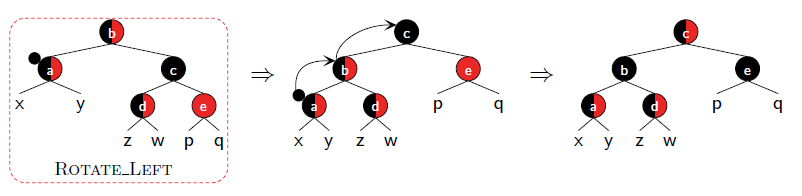 b c c
a c ⇒ b e ⇒ b e
x y d e a d p q a d p q
z w p q x y z w x y z w
ROTATE_LEFT